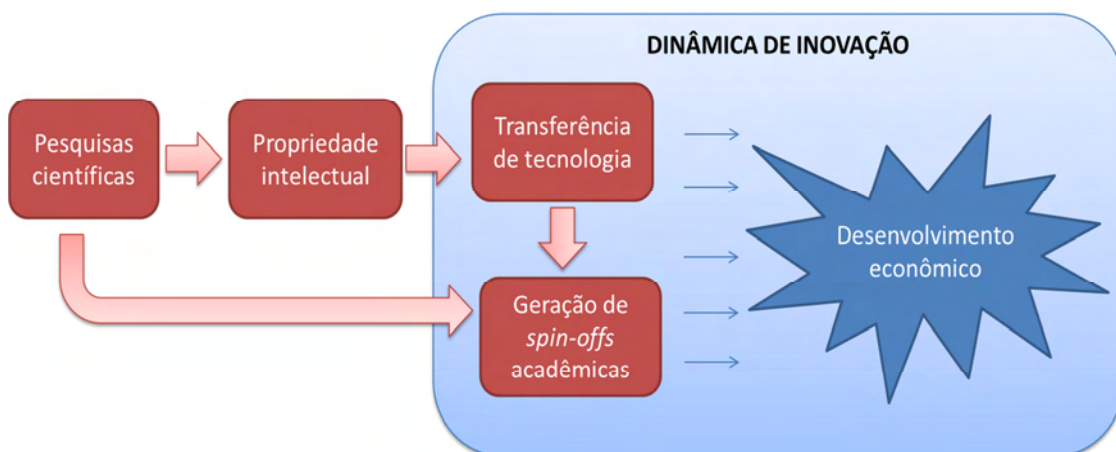 DINÂMICA DE INOVAÇÃO
Pesquisas
científicas
Propriedade
intelectual
Transferência
de tecnologia
Geração de
spin-offs
acadêmicas
Desenvolvimento
econômico